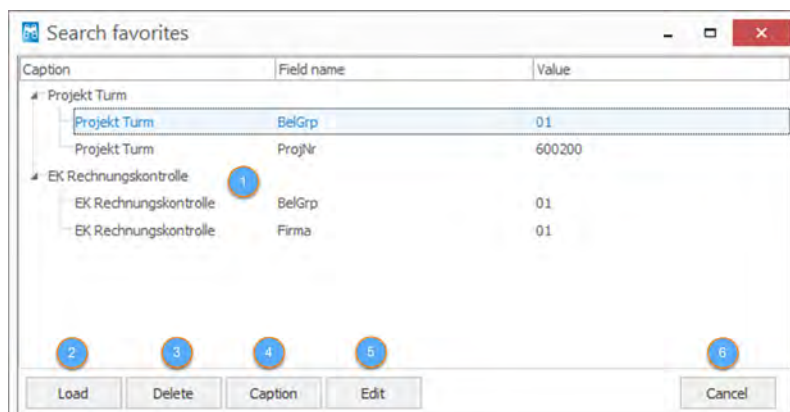 Search favorites
Caption Field name Value
Projekt Turm
Projekt Turm BelGrp 01
Projekt Turm ProjNr 600200
EK Rechnungskontrolle 1
EK Rechnungskontrolle BelGrp 01
EK Rechnungskontrolle Firma 01
2 3 4 5 6
Load Delete Caption Edit Cancel